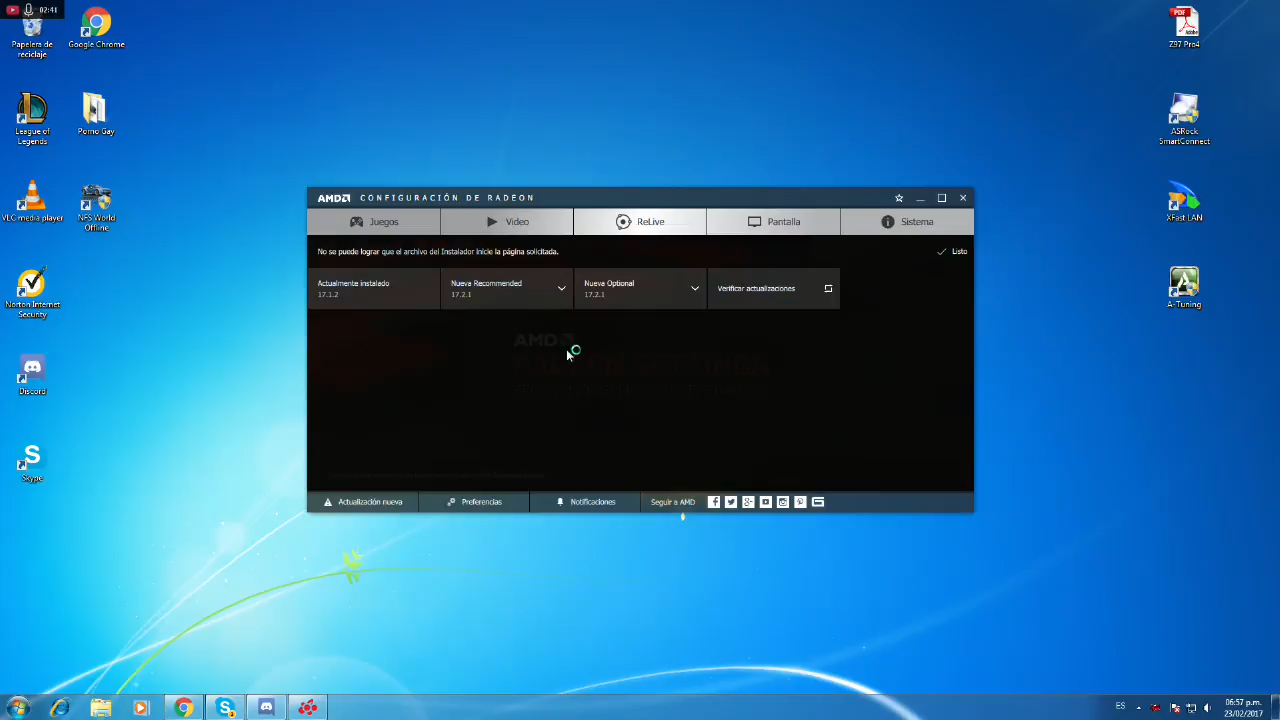 02:41
Papelera de
reciclaje
Google Chrome
League of
Legends
Porno Gay
VLC media player
NFS World
Offline
Norton Internet
Security
Discord
Skype
PDF
Adobe
Z97 Pro4
ASRock
SmartConnect
XFast LAN
A-Tuning
AMD CONFIGURACIÓN DE RADEON
Juegos
Video
ReLive
Pantalla
Sistema
No se puede lograr que el archivo del Instalador inicie la página solicitada.
Listo
Actualmente instalado
17.1.2
Nueva Recommended
17.2.1
Nueva Optional
17.2.1
Verificar actualizaciones
AMD
Actualización nueva
Preferencias
Notificaciones
Seguir a AMD
ES
06:57 p.m.
23/02/2017